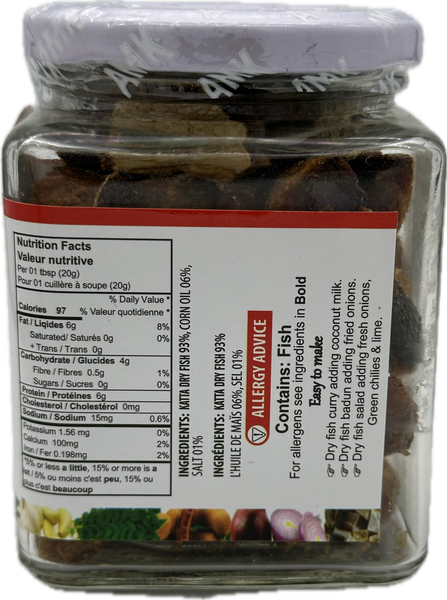 AMK AMK AMK AMK
Nutrition Facts
Valeur nutritive
Per 01 tbsp (20g)
Pour 01 cuillère à soupe (20g)
% Daily Value *
Calories 97 % Valeur quotidienne *
Fat / Liqides 6g 8%
Saturated/ Saturés 0g 0%
+ Trans / Trans 0g
Carbohydrate / Glucides 4g
Fibre / Fibres 0.5g 1%
Sugars / Sucres 0g 0%
Protein / Protéines 6g
Cholesterol / Cholestérol 0mg
Sodium / Sodium 15mg 0.6%
Potassium 1.56 mg 0%
Calcium 100mg 2%
Iron / Fer 0.198mg 2%
5% or less a little, 15% or more is a
lot / 5% ou moins c'est peu, 15% ou
plus c'est beaucoup
INGREDIENTS: KATTA DRY FISH 93%, CORN OIL 06%,
SALT 01%
INGRÉDIENTS: KATTA DRY FISH 93%
L'HUILE DE MAÏS 06%, SEL 01%
ALLERGY ADVICE
Contains: Fish
For allergens see ingredients in Bold
Easy to make
Dry fish curry adding coconut milk.
Dry fish badun adding fried onions.
Dry fish salad adding fresh onions,
Green chilies & lime.